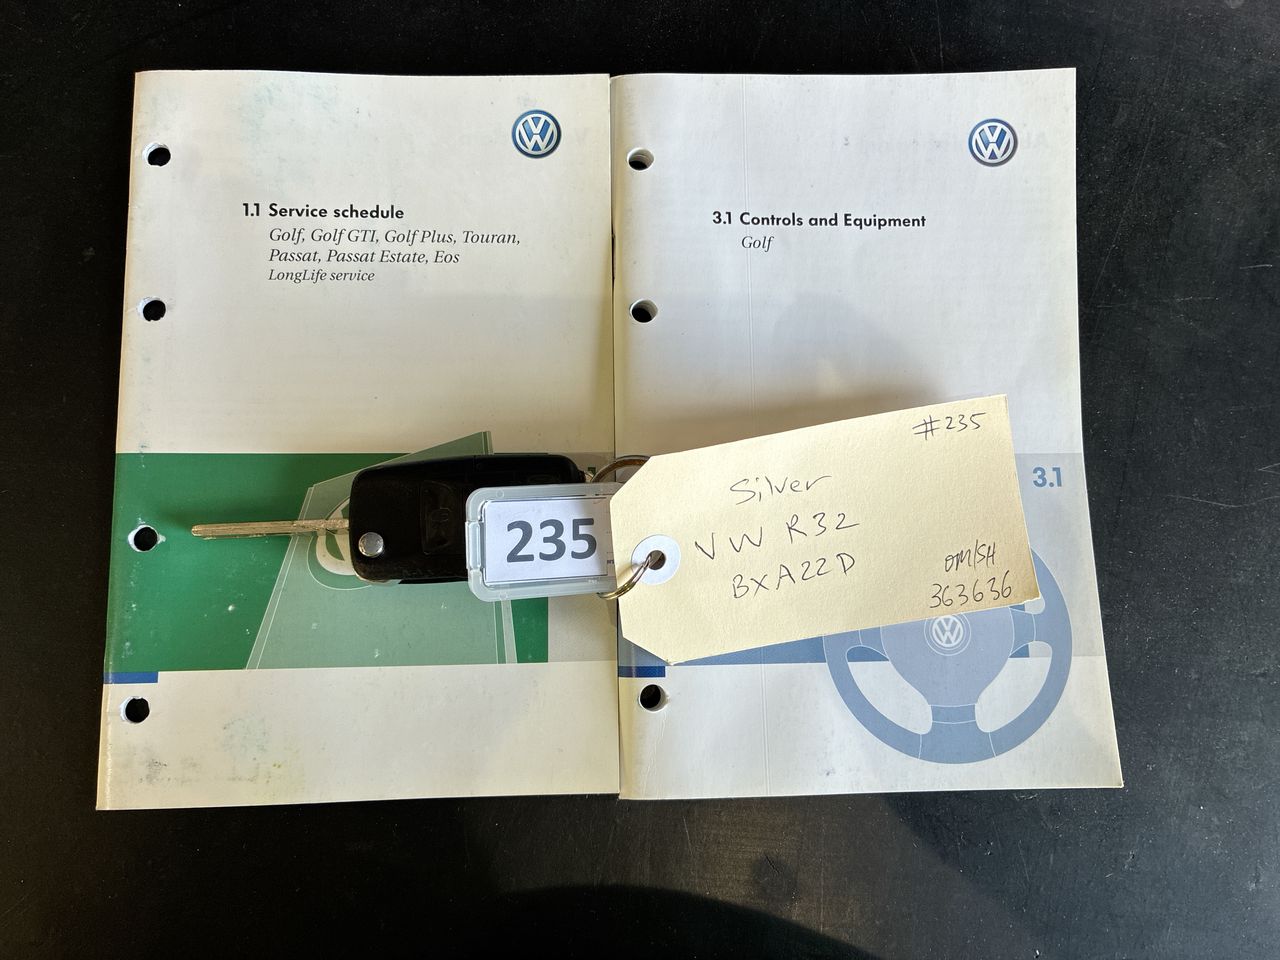 1.1 Service schedule
Golf, Golf GTI, Golf Plus, Touran,
Passat, Passat Estate, Eos
LongLife service
3.1 Controls and Equipment
Golf
3.1
235
#235
Silver
VW R32
BXA22D
OM/SH
363636